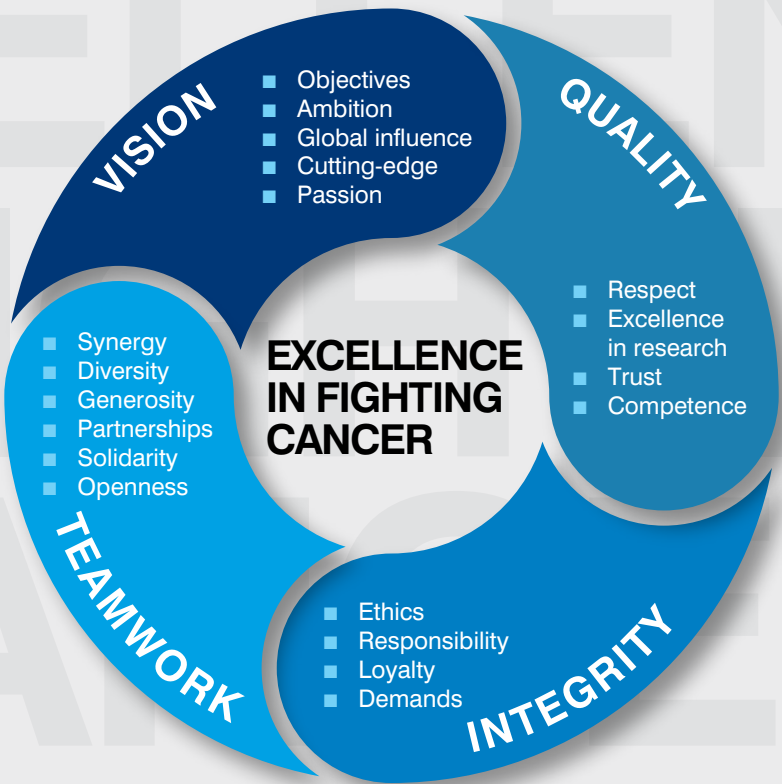 VISION
Objectives
Ambition
Global influence
Cutting-edge
Passion
QUALITY
Respect
Excellence
in research
Trust
Competence
INTEGRITY
Ethics
Responsibility
Loyalty
Demands
TEAMWORK
Synergy
Diversity
Generosity
Partnerships
Solidarity
Openness
EXCELLENCE
IN FIGHTING
CANCER